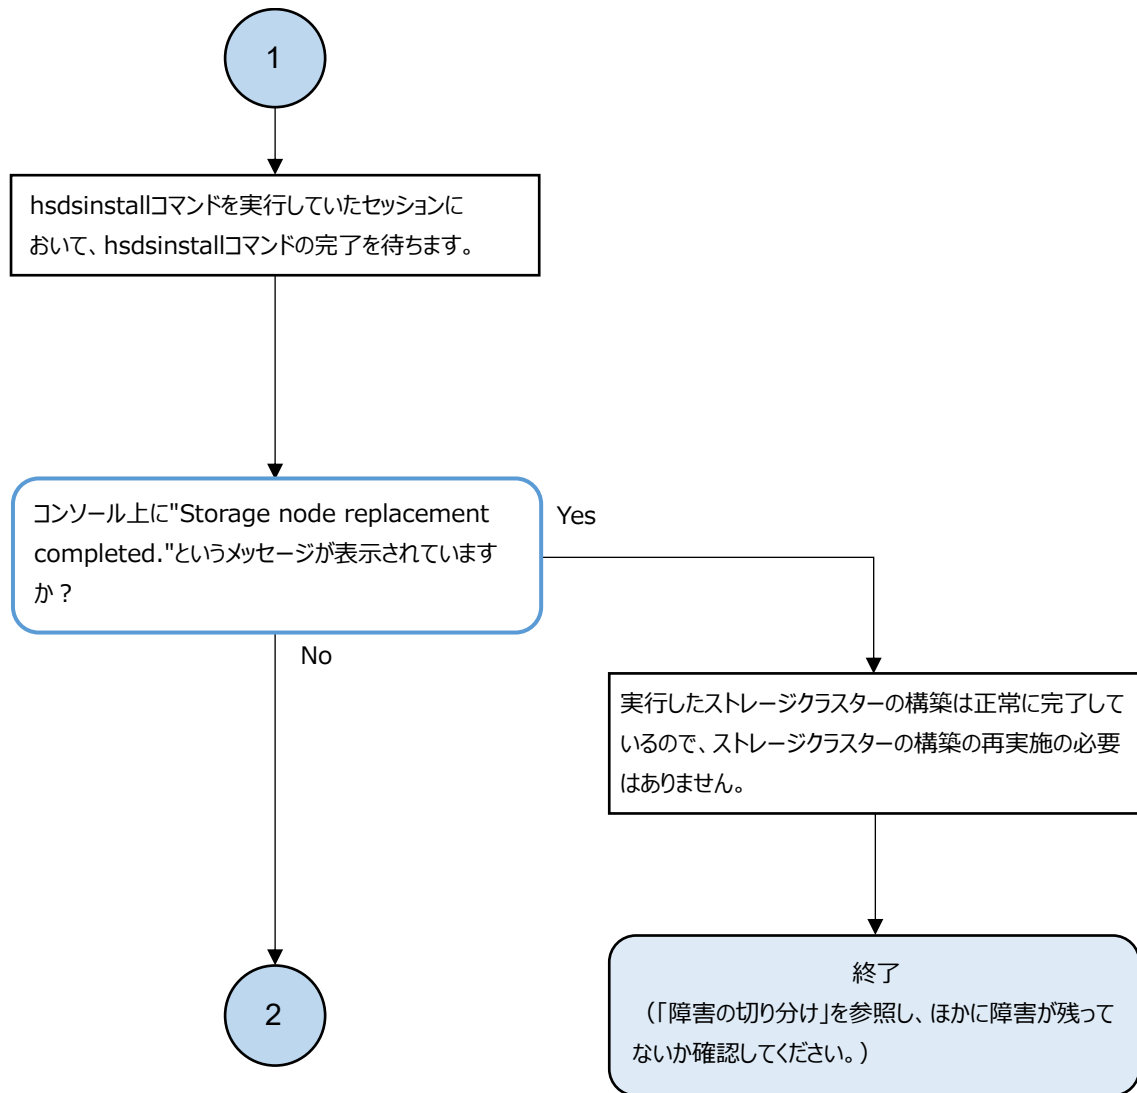 1
hsdsinstallコマンドを実行していたセッションに
おいて、hsdsinstallコマンドの完了を待ちます。
コンソール上に"Storage node replacement
completed."というメッセージが表示されています
か？
Yes
No
実行したストレージクラスターの構築は正常に完了して
いるので、ストレージクラスターの構築の再実施の必要
はありません。
2
終了
（「障害の切り分け」を参照し、ほかに障害が残って
ないか確認してください。）